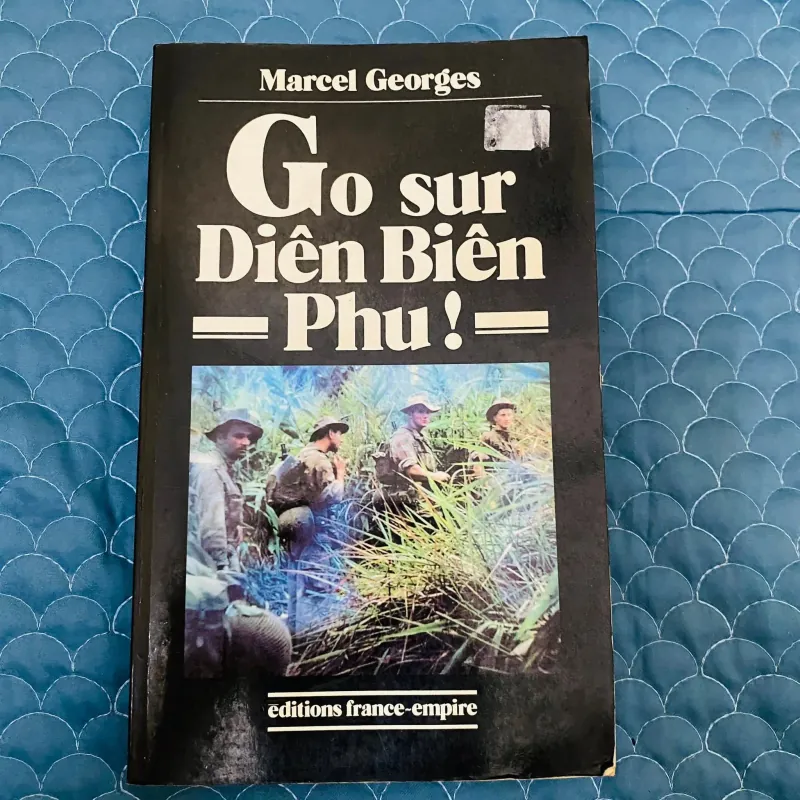 Marcel Georges
Go sur
Diên Biên
Phu!
éditions france-empire